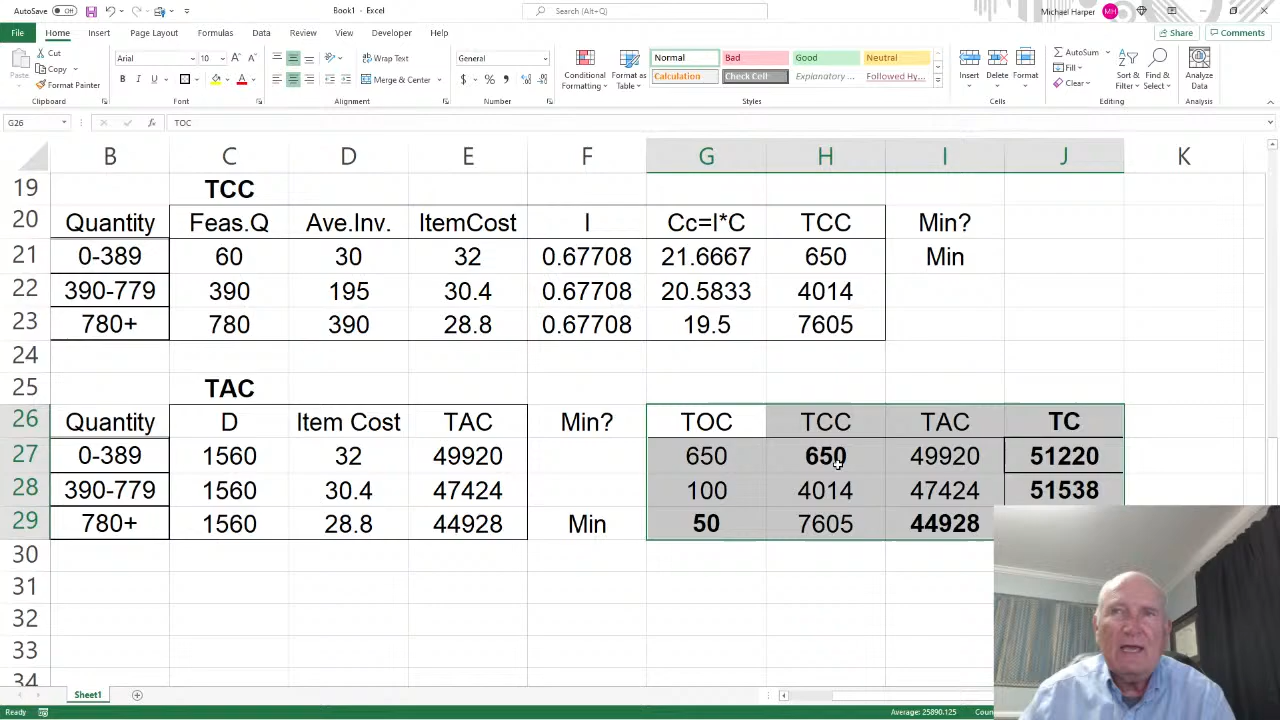 AutoSave Off Book1 - Excel Search (Alt+Q) Michael Harper MH
File Home Insert Page Layout Formulas Data Review View Developer Help Share Comments
Paste Cut Copy Format Painter
Arial 10 Wrap Text Merge & Center General
B I U A $ % 9
Conditional Formatting Format as Table
Normal Bad Good Neutral
Calculation Check Cell Explanatory ... Followed Hy...
Insert Delete Format
AutoSum Fill Clear Sort & Filter Find & Select Analyze Data
Clipboard Font Alignment Number Styles Cells Editing Analysis
G26 fx TOC
B C D E F G H I J K
19 TCC
20 Quantity Feas.Q Ave.Inv. ItemCost I Cc=I*C TCC Min?
21 0-389 60 30 32 0.67708 21.6667 650 Min
22 390-779 390 195 30.4 0.67708 20.5833 4014
23 780+ 780 390 28.8 0.67708 19.5 7605
24
25 TAC
26 Quantity D Item Cost TAC Min? TOC TCC TAC TC
27 0-389 1560 32 49920 650 650 49920 51220
28 390-779 1560 30.4 47424 100 4014 47424 51538
29 780+ 1560 28.8 44928 Min 50 7605 44928
30
31
32
33
34
Sheet1
Ready Average: 25890.125